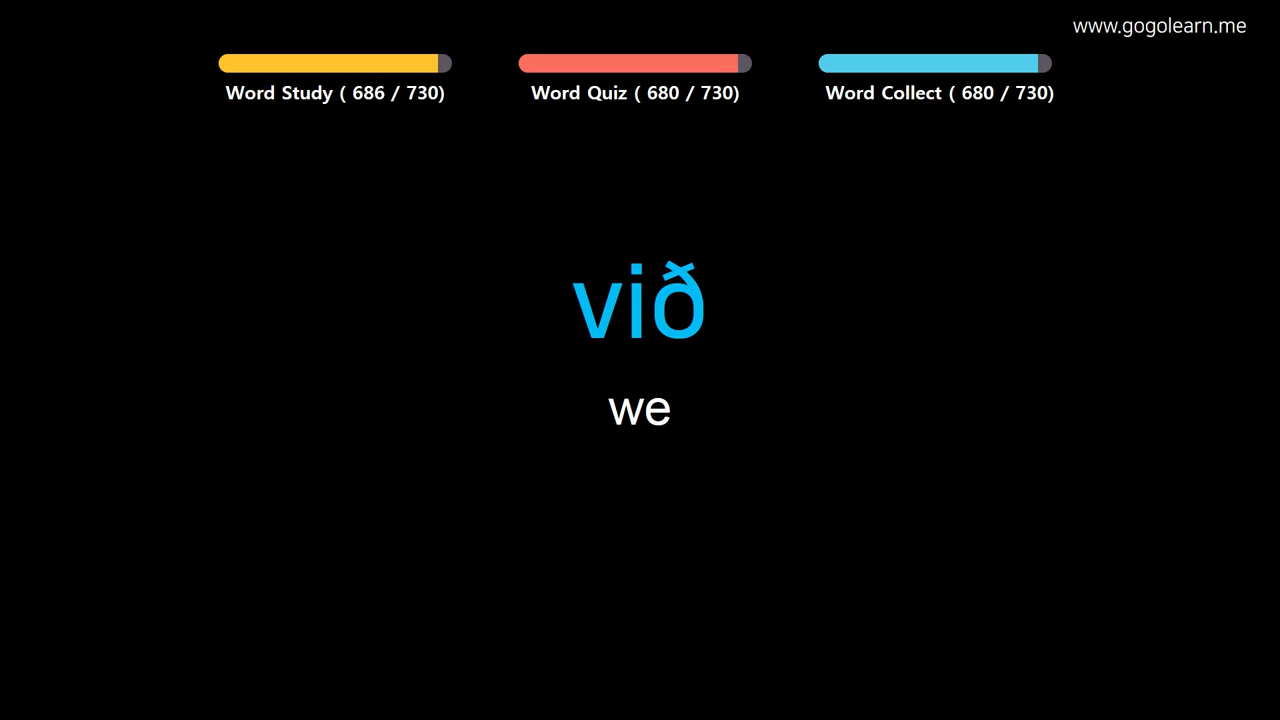 www.gogolearn.me
Word Study ( 686 / 730)
Word Quiz ( 680 / 730)
Word Collect ( 680 / 730)
við
we